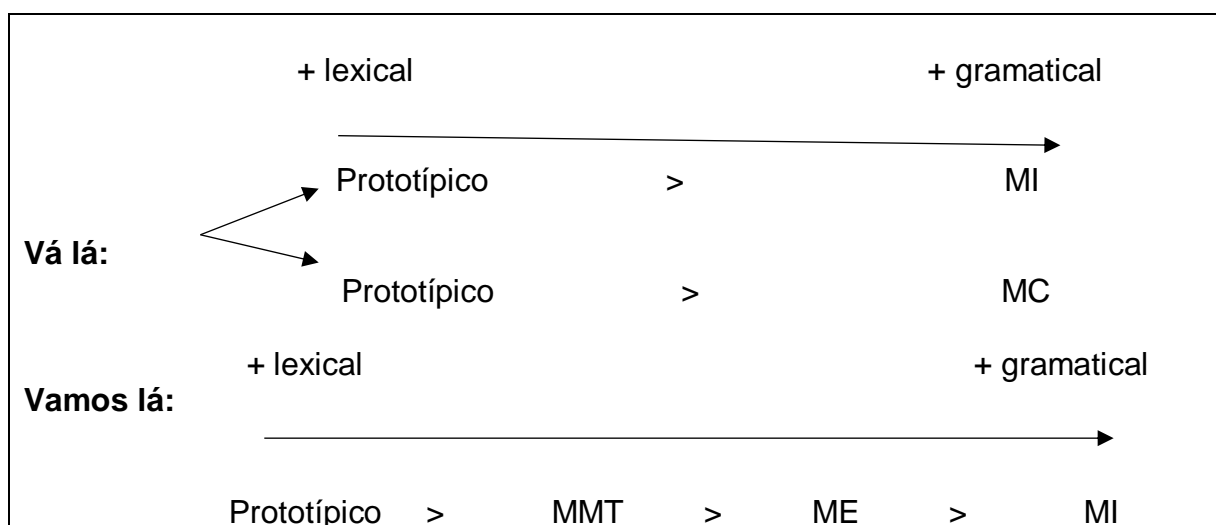 + lexical + gramatical
Prototípico > MI
Vá lá:
Prototípico > MC
+ lexical + gramatical
Vamos lá:
Prototípico > MMT > ME > MI